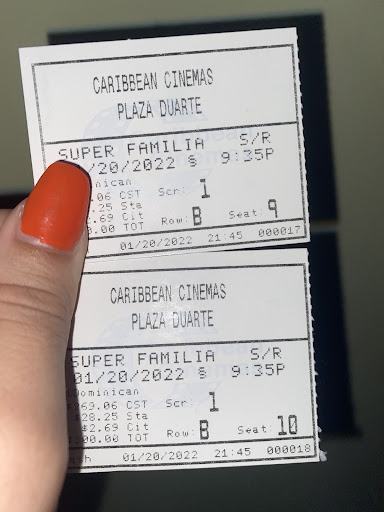 CARIBBEAN CINEMAS
PLAZA DUARTE
SUPER FAMILIA S/R
/20/2022 @ 9:35P
minican
.06 CST Scr: 1
.25 Sta
.69 Cit Row: B Seat: 9
.00 TOT
01/20/2022 21:45 000017
CARIBBEAN CINEMAS
PLAZA DUARTE
SUPER FAMILIA S/R
01/20/2022 @ 9:35P
Dominican
$69.06 CST Scr: 1
$28.25 Sta
$2.69 Cit Row: B Seat: 10
00.00 TOT
sh 01/20/2022 21:45 000018